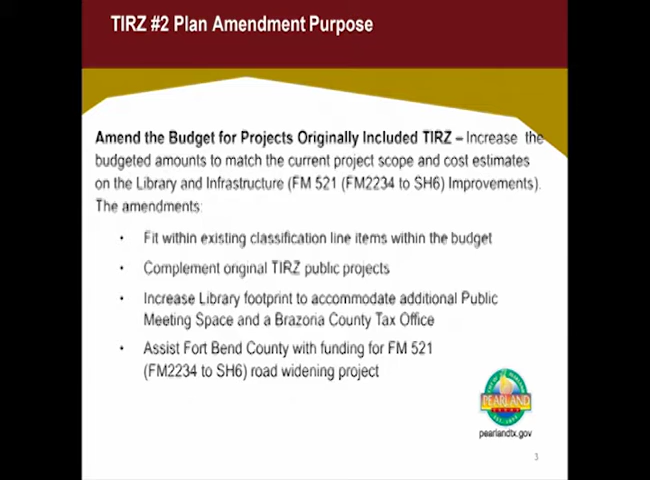 TIRZ #2 Plan Amendment Purpose
Amend the Budget for Projects Originally Included TIRZ – Increase the
budgeted amounts to match the current project scope and cost estimates
on the Library and Infrastructure (FM 521 (FM2234 to SH6) Improvements).
The amendments:
• Fit within existing classification line items within the budget
• Complement original TIRZ public projects
• Increase Library footprint to accommodate additional Public
Meeting Space and a Brazoria County Tax Office
• Assist Fort Bend County with funding for FM 521
(FM2234 to SH6) road widening project
PEARLAND
pearlandtx.gov
3